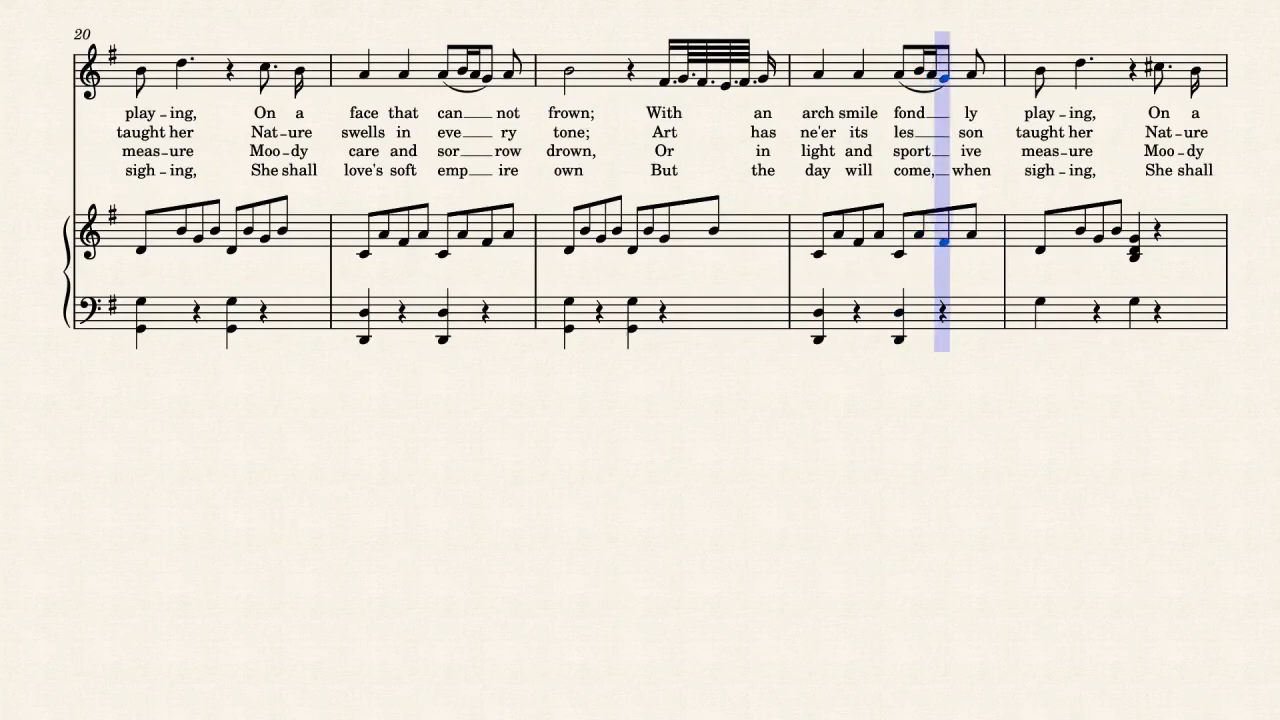 20
play – ing, On a face that can not frown; With an arch smile fond ly play – ing, On a
taught her Nat – ure swells in eve ry tone; Art has ne'er its les son taught her Nat – ure
meas – ure Moo – dy care and sor row drown, Or in light and sport ive meas – ure Moo – dy
sigh – ing, She shall love's soft emp ire own But the day will come, when sigh – ing, She shall